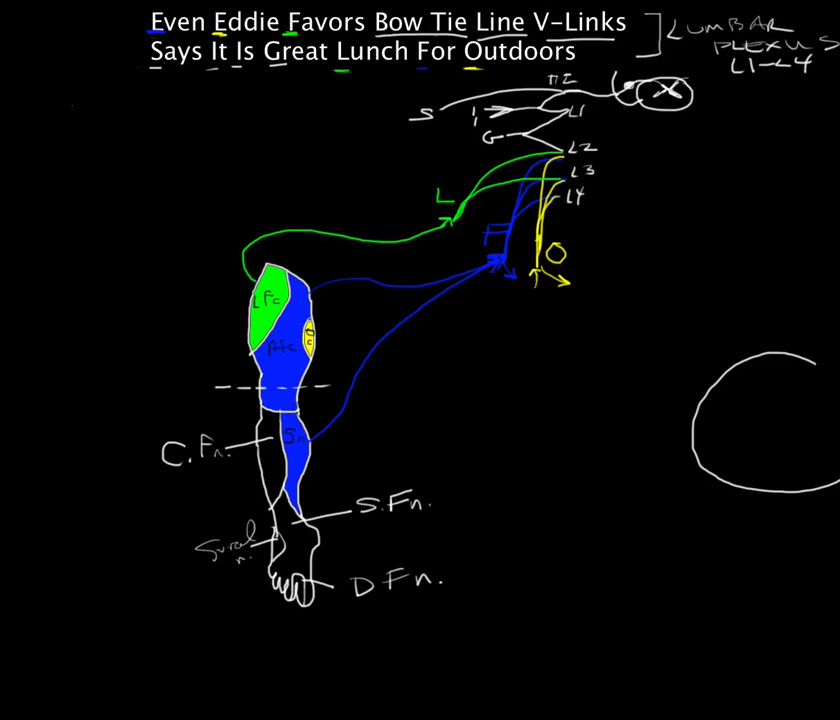 Even Eddie Favors Bow Tie Line V-Links
Says It Is Great Lunch For Outdoors
LUMBAR
PLEXUS
L1-L4
S
I
L1
G
L2
L3
L4
L
F
O
LFc
Afc
Sn
C. Fn.
S. Fn.
Sural
n.
D Fn.